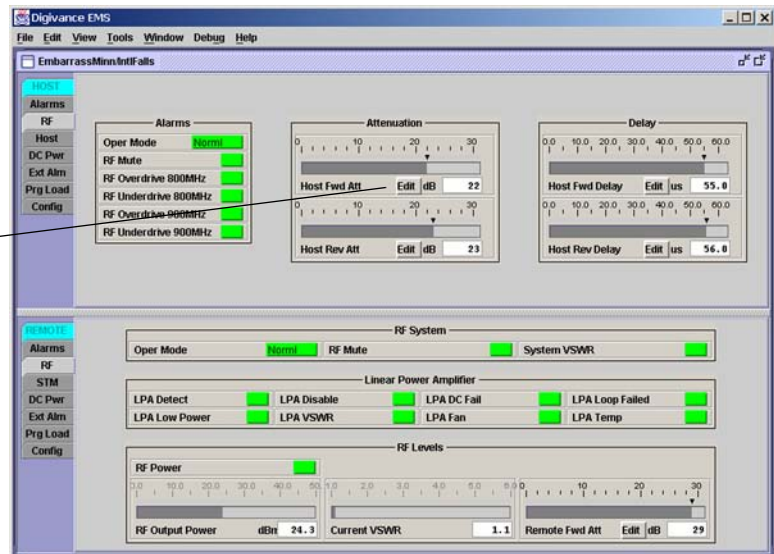 Digivance EMS
File Edit View Tools Window Debug Help
EmbarrassMinn/IntlFalls
HOST
Alarms
RF
Host
DC Pwr
Ext Alm
Prg Load
Config
Alarms
Oper Mode Norml
RF Mute
RF Overdrive 800MHz
RF Underdrive 800MHz
RF Overdrive 900MHz
RF Underdrive 900MHz
Attenuation
0 10 20 30
Host Fwd Att Edit dB 22
0 10 20 30
Host Rev Att Edit dB 23
Delay
0.0 10.0 20.0 30.0 40.0 50.0 60.0
Host Fwd Delay Edit us 55.0
0.0 10.0 20.0 30.0 40.0 50.0 60.0
Host Rev Delay Edit us 56.0
REMOTE
Alarms
RF
STM
DC Pwr
Ext Alm
Prg Load
Config
RF System
Oper Mode Norml RF Mute System VSWR
Linear Power Amplifier
LPA Detect LPA Disable LPA DC Fail LPA Loop Failed
LPA Low Power LPA VSWR LPA Fan LPA Temp
RF Levels
RF Power
0.0 10.0 20.0 30.0 40.0 50. 1.0 2.0 3.0 4.0 5.0 6.0 0 10 20 30
RF Output Power dBm 24.3 Current VSWR 1.1 Remote Fwd Att Edit dB 29